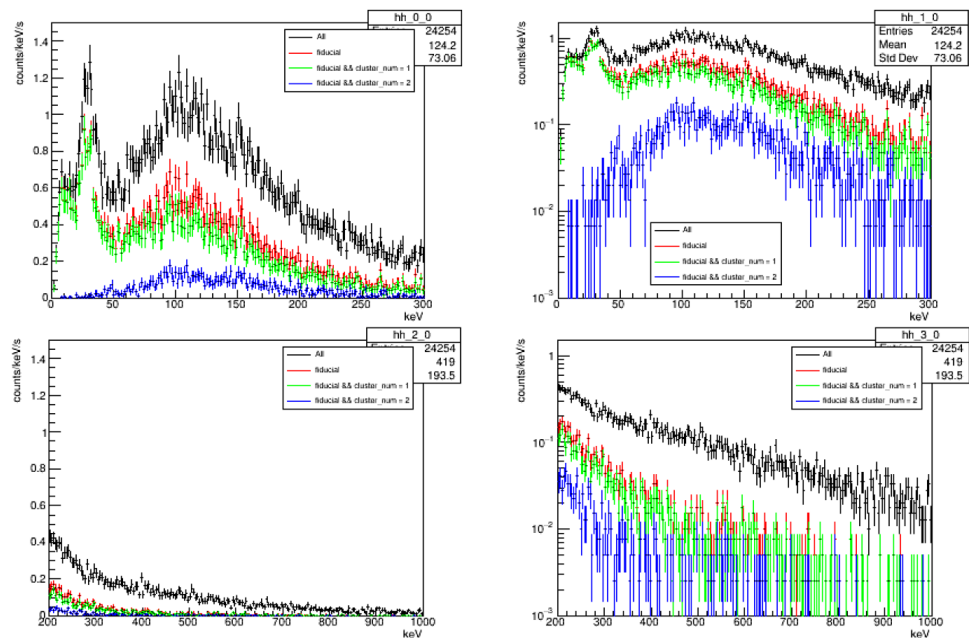 hh_0_0
24254
124.2
73.06
All
fiducial
fiducial && cluster_num = 1
fiducial && cluster_num = 2
counts/keV/s
1.4
1.2
1
0.8
0.6
0.4
0.2
0
0 50 100 150 200 250 300
keV
hh_1_0
Entries 24254
Mean 124.2
Std Dev 73.06
counts/keV/s
1
10⁻¹
10⁻²
10⁻³
All
fiducial
fiducial && cluster_num = 1
fiducial && cluster_num = 2
0 50 100 150 200 250 300
keV
hh_2_0
24254
419
193.5
All
fiducial
fiducial && cluster_num = 1
fiducial && cluster_num = 2
counts/keV/s
1.4
1.2
1
0.8
0.6
0.4
0.2
0
200 300 400 500 600 700 800 900 1000
keV
hh_3_0
24254
419
193.5
All
fiducial
fiducial && cluster_num = 1
fiducial && cluster_num = 2
counts/keV/s
1
10⁻¹
10⁻²
10⁻³
200 300 400 500 600 700 800 900 1000
keV